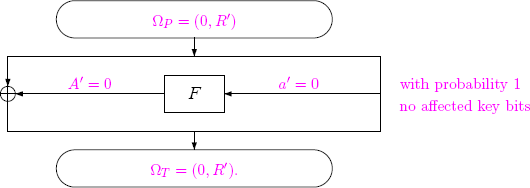 Ω_P = (0, R′)
A′ = 0
F
a′ = 0
with probability 1
no affected key bits
Ω_T = (0, R′).